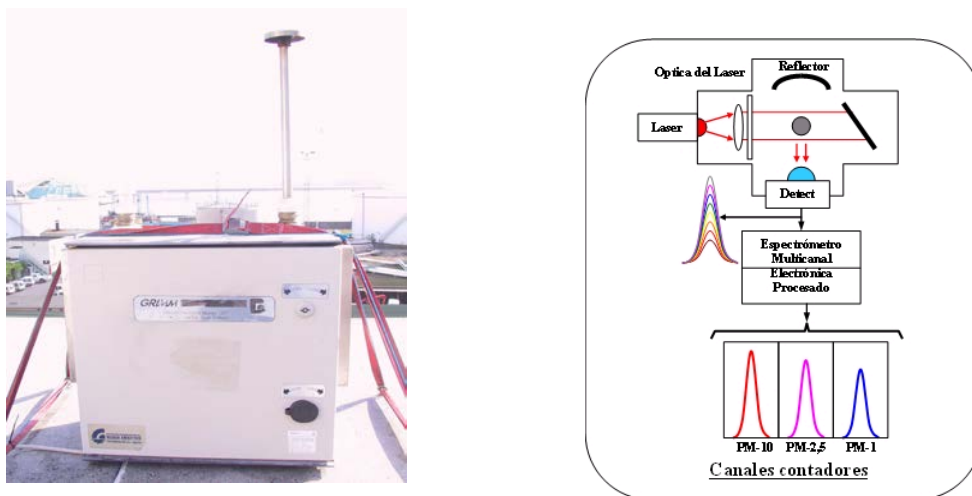 GRIMM
Optica del Laser
Reflector
Laser
Detect
Espectrómetro
Multicanal
Electrónica
Procesado
PM-10 PM-2,5 PM-1
Canales contadores